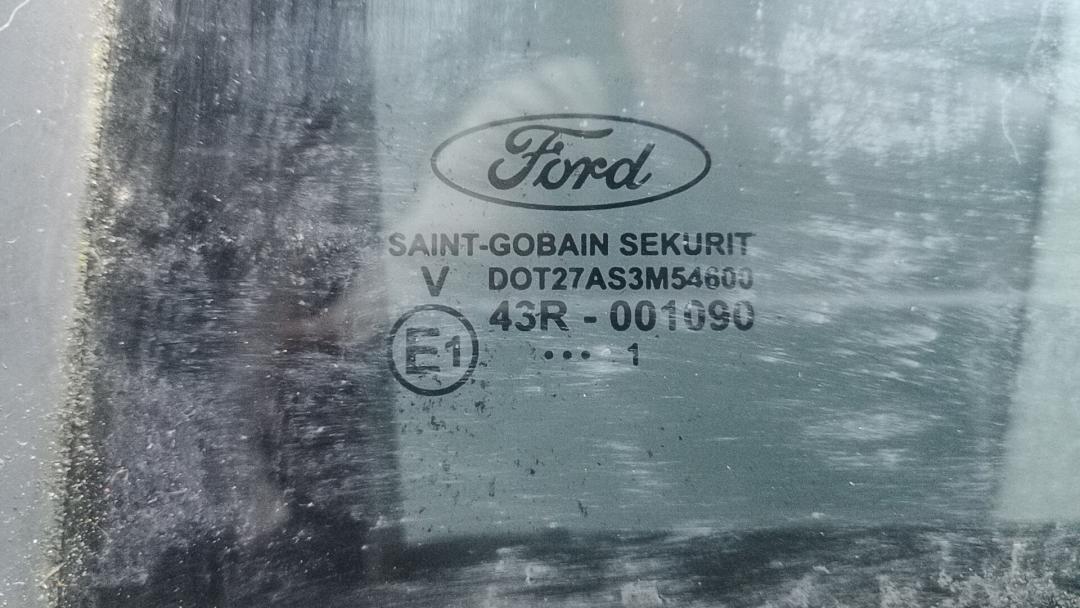 Ford
SAINT-GOBAIN SEKURIT
V DOT27AS3M54600
43R - 001090
E1 ••• 1